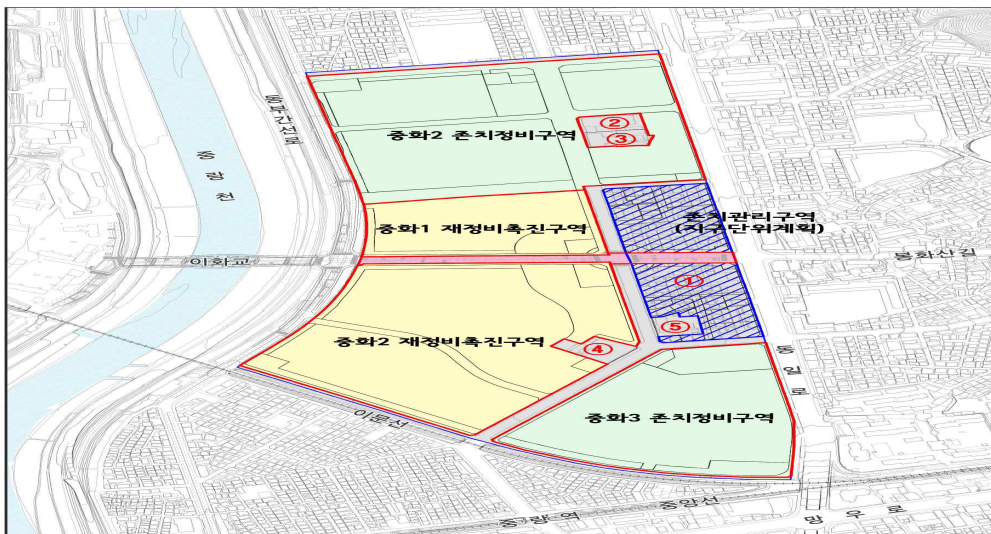 동부간선도로
중랑천
중화2 존치정비구역
②
③
중화1 재정비촉진구역
존치관리구역
(지구단위계획)
이화교
봉화산길
①
⑤
중화2 재정비촉진구역
④
동일로
중화3 존치정비구역
이문선
중랑역
중앙선
망우로